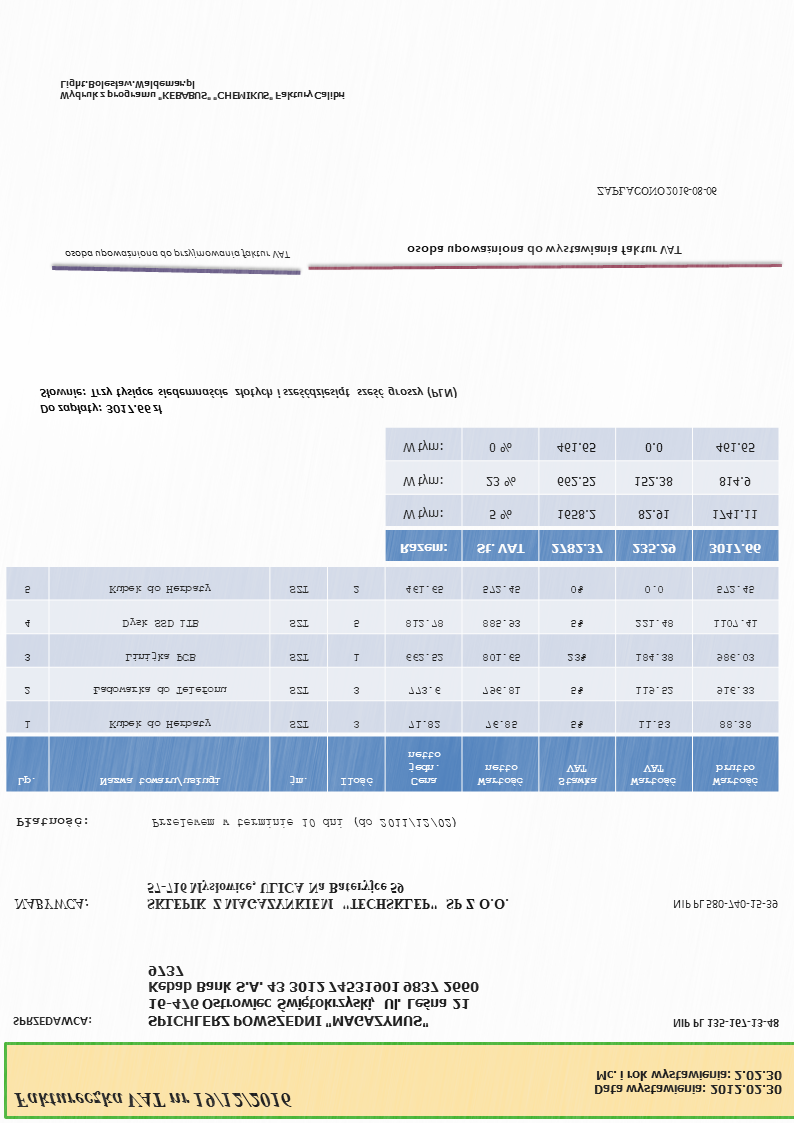 Faktureczka VAT nr 19/12/2016
Data wystawienia: 2012.02.30
Mc. i rok wystawienia: 2.02.30
SPRZEDAWCA: SPICHLERZ POWSZEDNI "MAGAZYNUS" NIP PL 135-167-13-48
16-476 Ostrowiec Świętokrzyski, Ul. Leśna 21
Kebab Bank S.A. 43 3012 74531901 9837 2660
9737
NABYWCA: SKLEPIK Z MAGAZYNKIEM "TECHSKLEP" SP Z O.O. NIP PL 580-740-15-39
57-716 Mysłowice, ULICA Na Bateryjce 59
Płatność: Przelewem w terminie 10 dni (do 2011/12/02)
Lp. Nazwa towaru/usługi jm. Ilość Cena jedn. netto Wartość netto Stawka VAT Wartość VAT Wartość brutto
1 Kubek do Herbaty SZT 3 71.82 76.85 5% 11.53 88.38
2 Ładowarka do Telefonu SZT 3 773.6 796.81 5% 119.52 916.33
3 Linijka PCB SZT 1 662.52 801.65 23% 184.38 986.03
4 Dysk SSD 1TB SZT 5 812.78 885.93 5% 221.48 1107.41
5 Kubek do Herbaty SZT 2 461.65 572.45 0% 0.0 572.45
Razem: St. VAT 2782.37 235.29 3017.66
W tym: 5 % 1658.2 82.91 1741.11
W tym: 23 % 662.52 152.38 814.9
W tym: 0 % 461.65 0.0 461.65
Do zapłaty: 3017.66 zł
Słownie: Trzy tysiące siedemnaście złotych i sześćdziesiąt sześć groszy (PLN)
osoba upoważniona do przyjmowania faktur VAT osoba upoważniona do wystawiania faktur VAT
ZAPŁACONO 2016-08-06
Wydruk z programu "KEBABUS" "CHEMIKUS" Faktury Calibri
Light.Boleslaw.Waldemar.pl